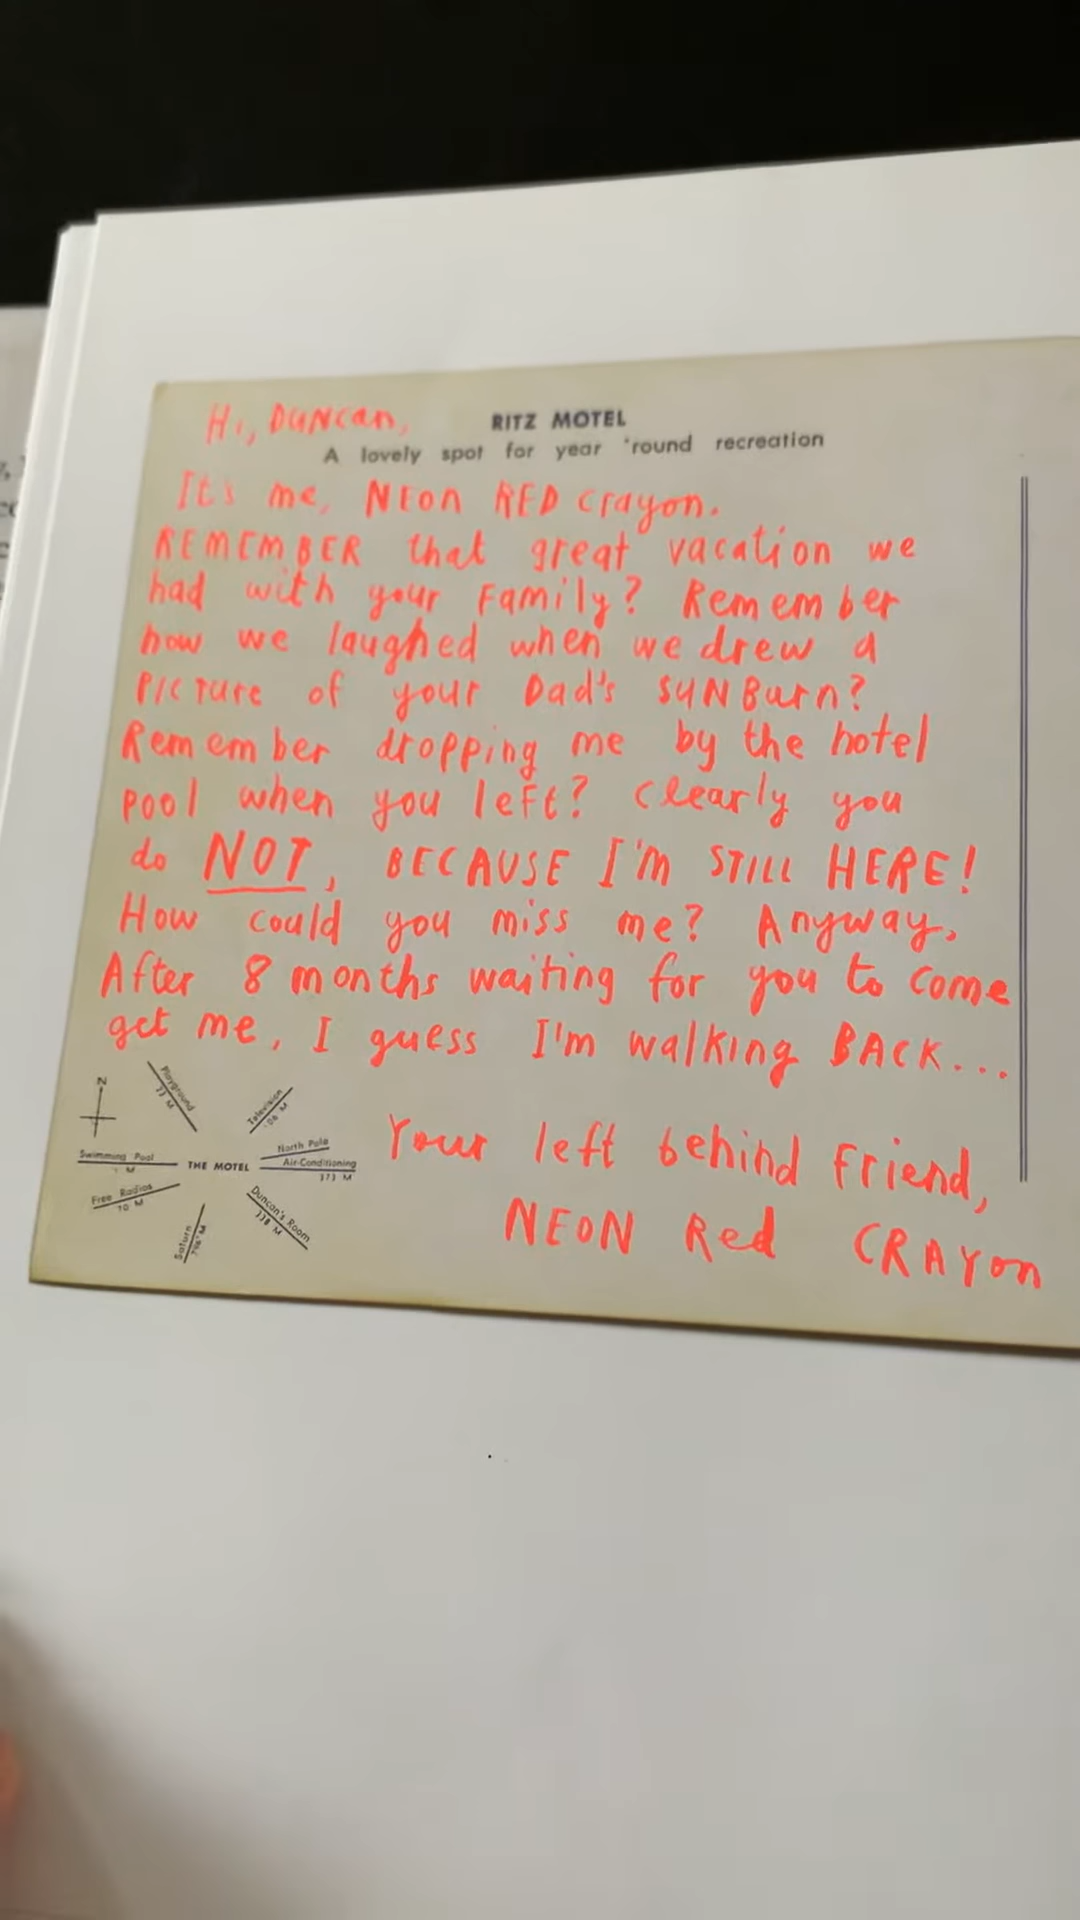 Hi, Duncan,
RITZ MOTEL
A lovely spot for year 'round recreation
It's me, NEON RED crayon.
REMEMBER that great vacation we
had with your Family? Remember
how we laughed when we drew a
PICTURE of your Dad's SUNBurn?
Remember dropping me by the hotel
pool when you left? Clearly you
do NOT, BECAUSE I'M STILL HERE!
How could you miss me? Anyway,
After 8 months waiting for you to come
get me, I guess I'm walking BACK...
Your left behind Friend,
NEON Red CRAYon
N
Playground
Television
Swimming Pool
M
THE MOTEL
North Pole
Air-Conditioning
373 M
Free Radios
10 M
Saturn
Duncan's Room
338 M